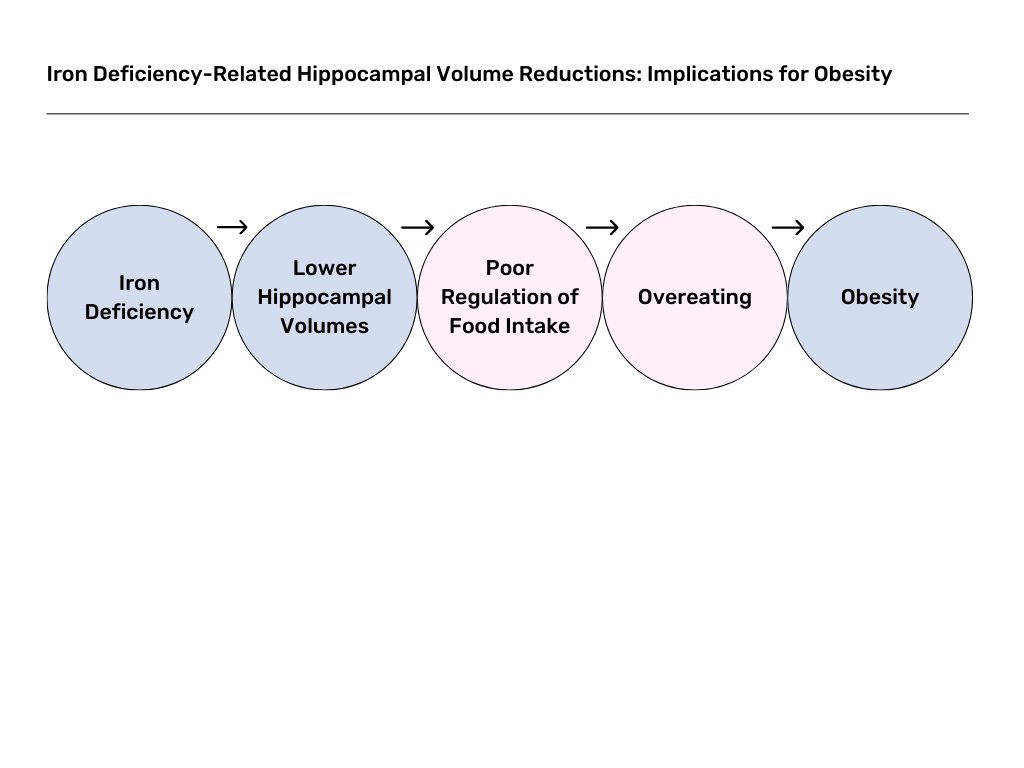 Iron Deficiency-Related Hippocampal Volume Reductions: Implications for Obesity
Iron
Deficiency
Lower
Hippocampal
Volumes
Poor
Regulation of
Food Intake
Overeating
Obesity